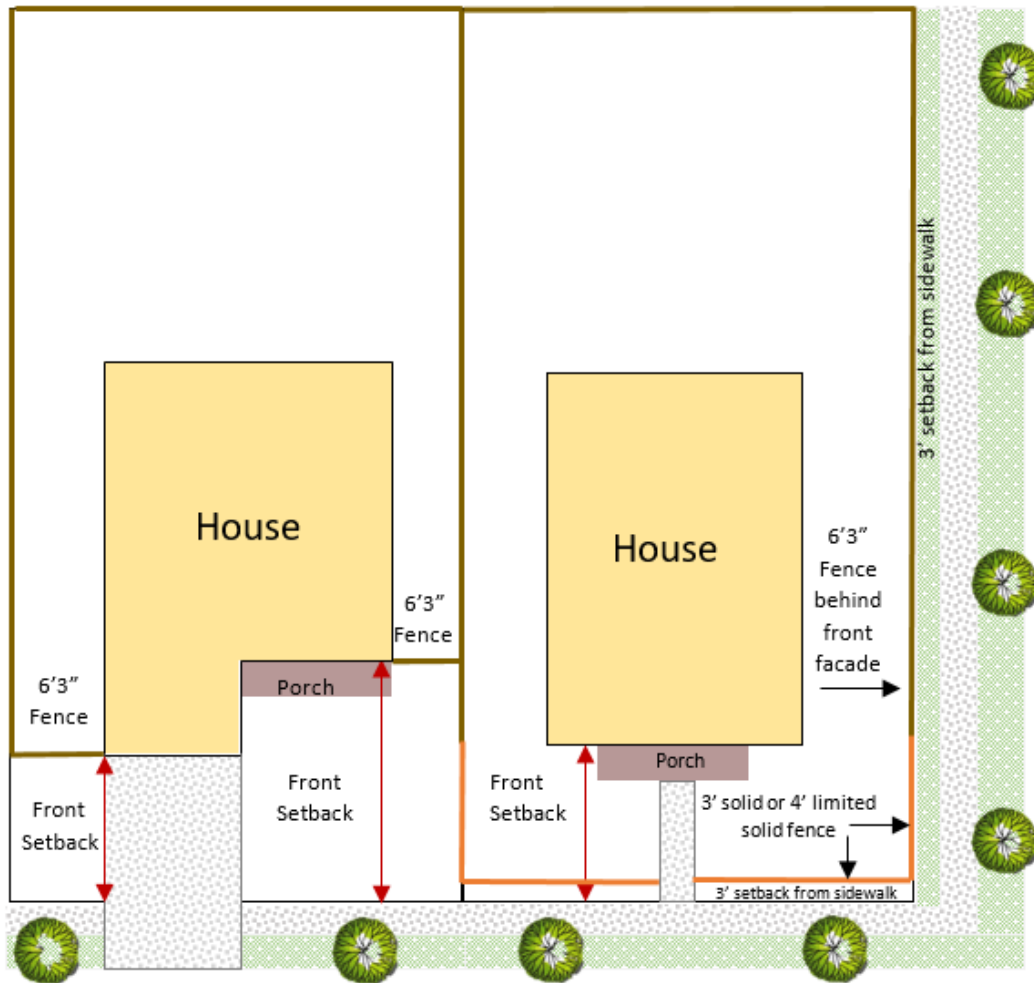 3’ setback from sidewalk
House
House
6’3”
Fence
behind
front
facade
6’3”
Fence
6’3”
Fence
Porch
Porch
Front
Setback
Front
Setback
Front
Setback
3’ solid or 4’ limited
solid fence
3’ setback from sidewalk